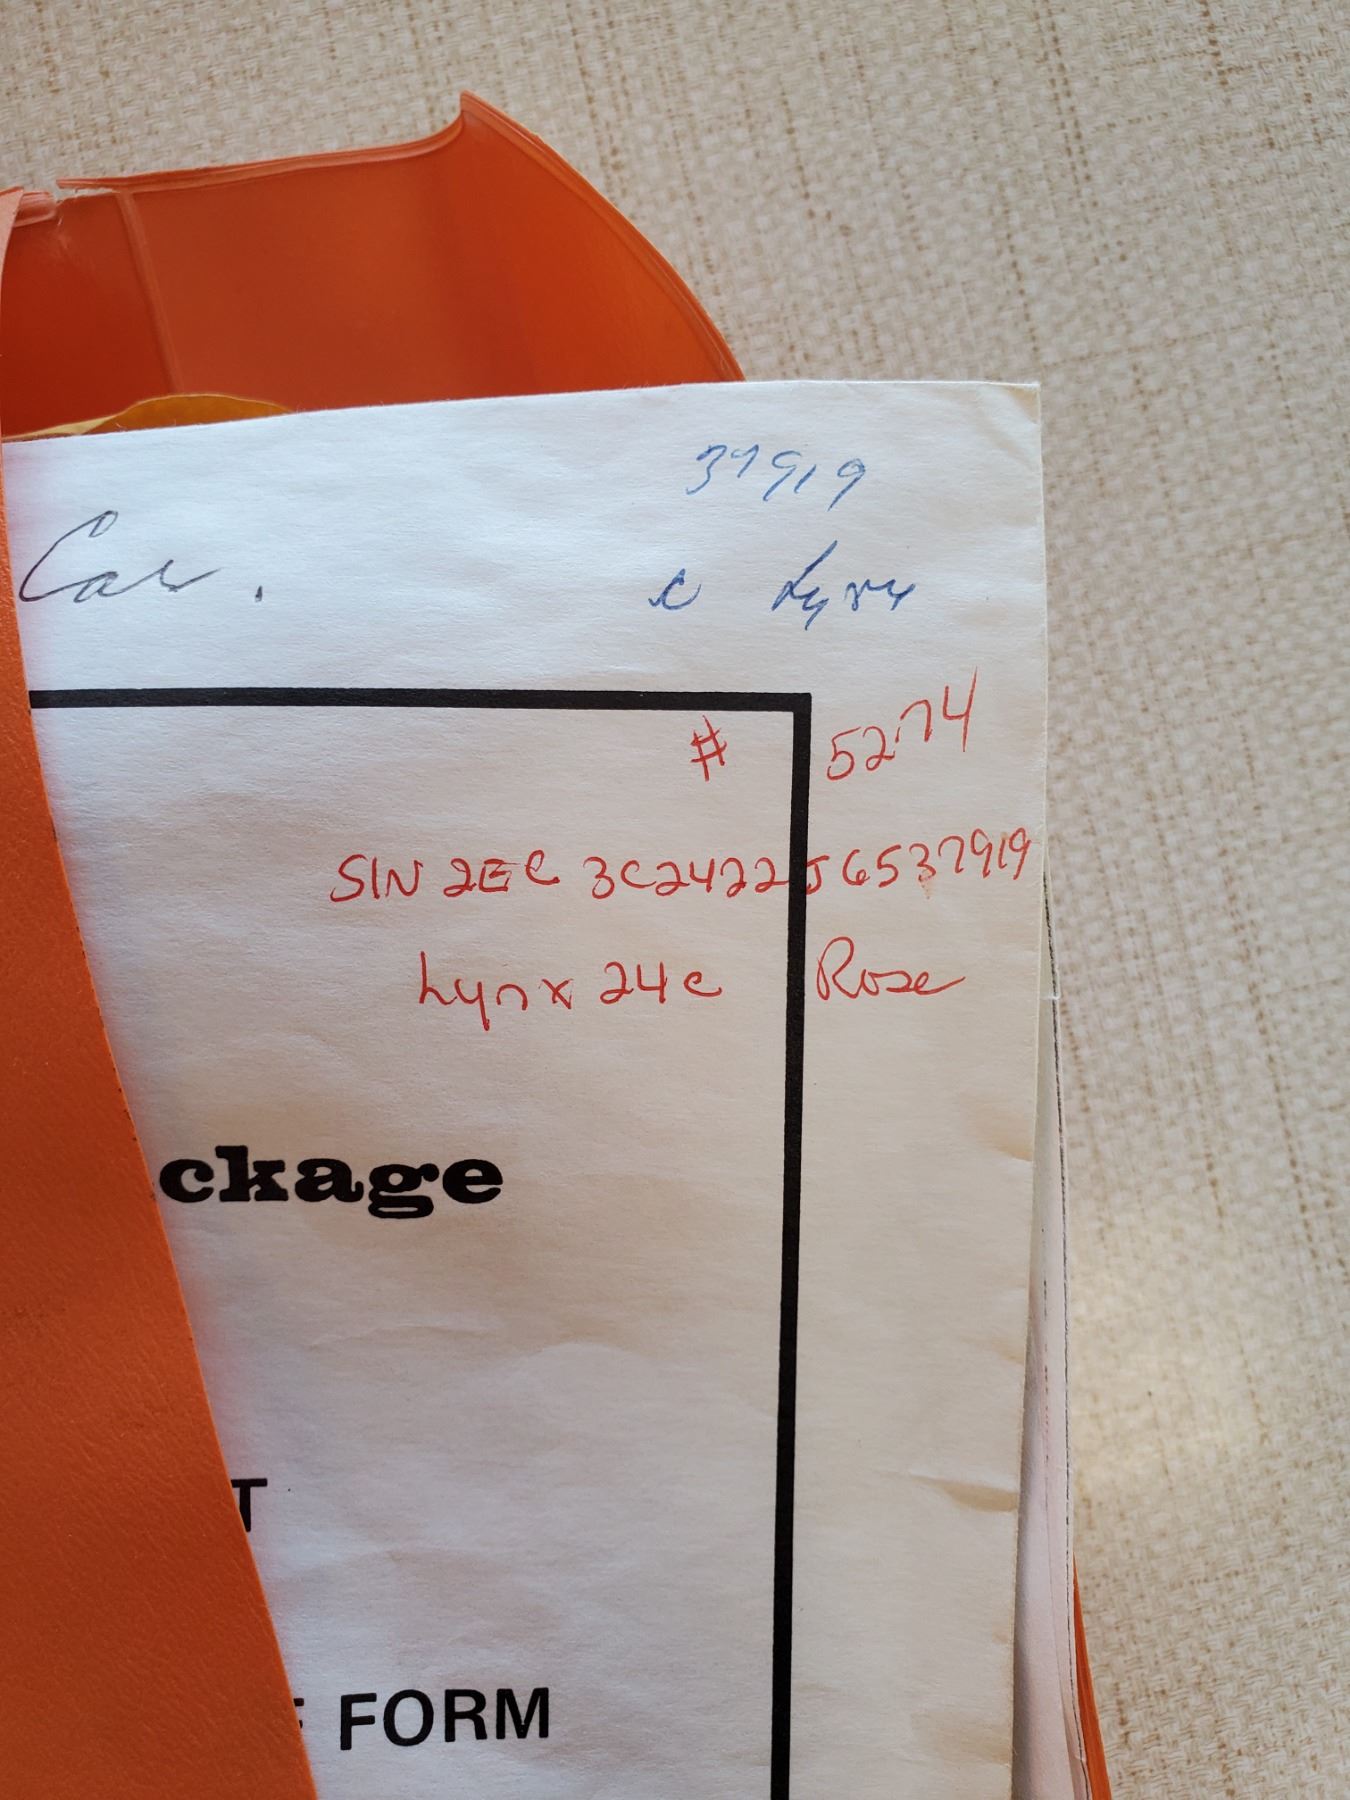 37919
Car.
c Lynx
# 5274
SIN 2EC 3C2422J6537919
Lynx 24c Rose
ckage
T
FORM